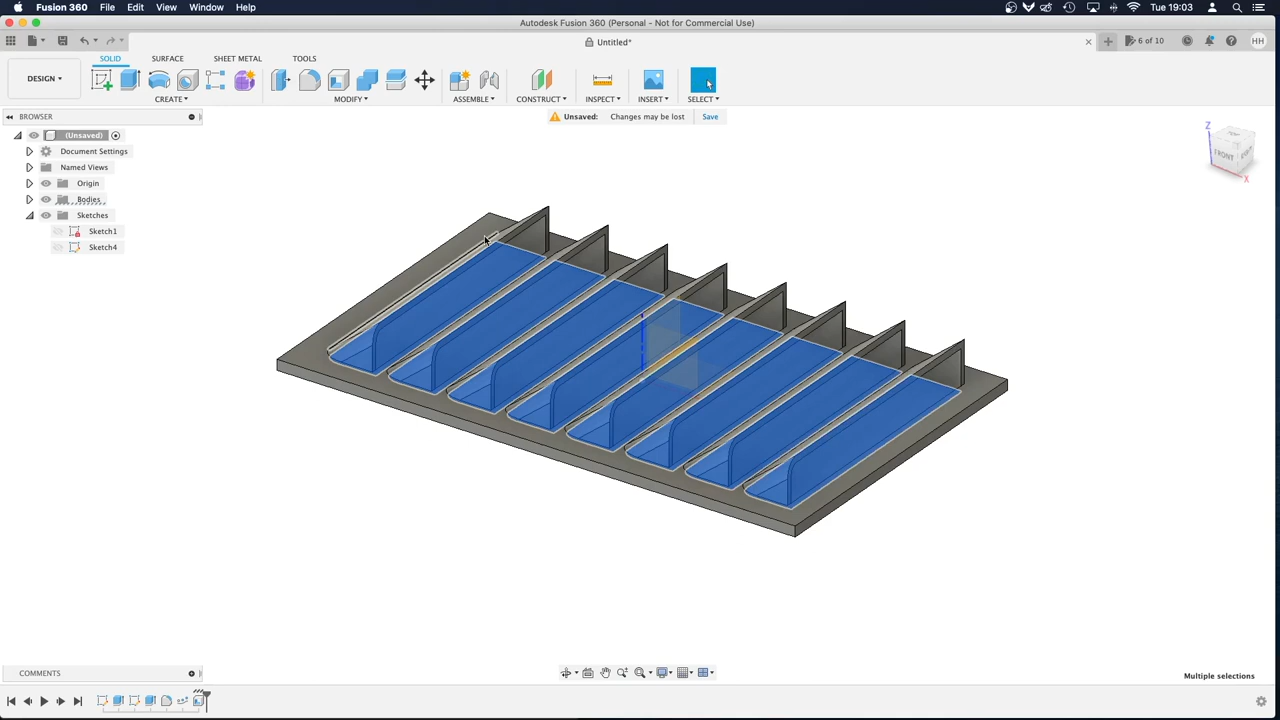 Fusion 360 File Edit View Window Help Tue 19:03
Autodesk Fusion 360 (Personal - Not for Commercial Use)
Untitled* 6 of 10 HH
SOLID SURFACE SHEET METAL TOOLS
DESIGN
CREATE MODIFY ASSEMBLE CONSTRUCT INSPECT INSERT SELECT
BROWSER
Unsaved: Changes may be lost Save
(Unsaved)
Document Settings
Named Views
Origin
Bodies
Sketches
Sketch1
Sketch4
Z
FRONT
X
COMMENTS
Multiple selections